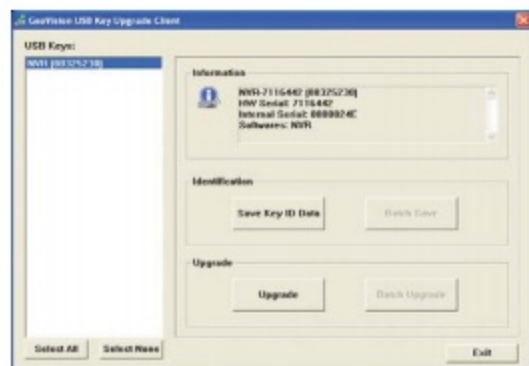 GeoVision USB Key Upgrade Client
USB Keys:
NVR (00325230)
Information
NVR-7116442 (00325230)
HW Serial: 7116442
Internal Serial: 0000024E
Softwares: NVR
Identification
Save Key ID Data
Batch Save
Upgrade
Upgrade
Batch Upgrade
Select All
Select None
Exit